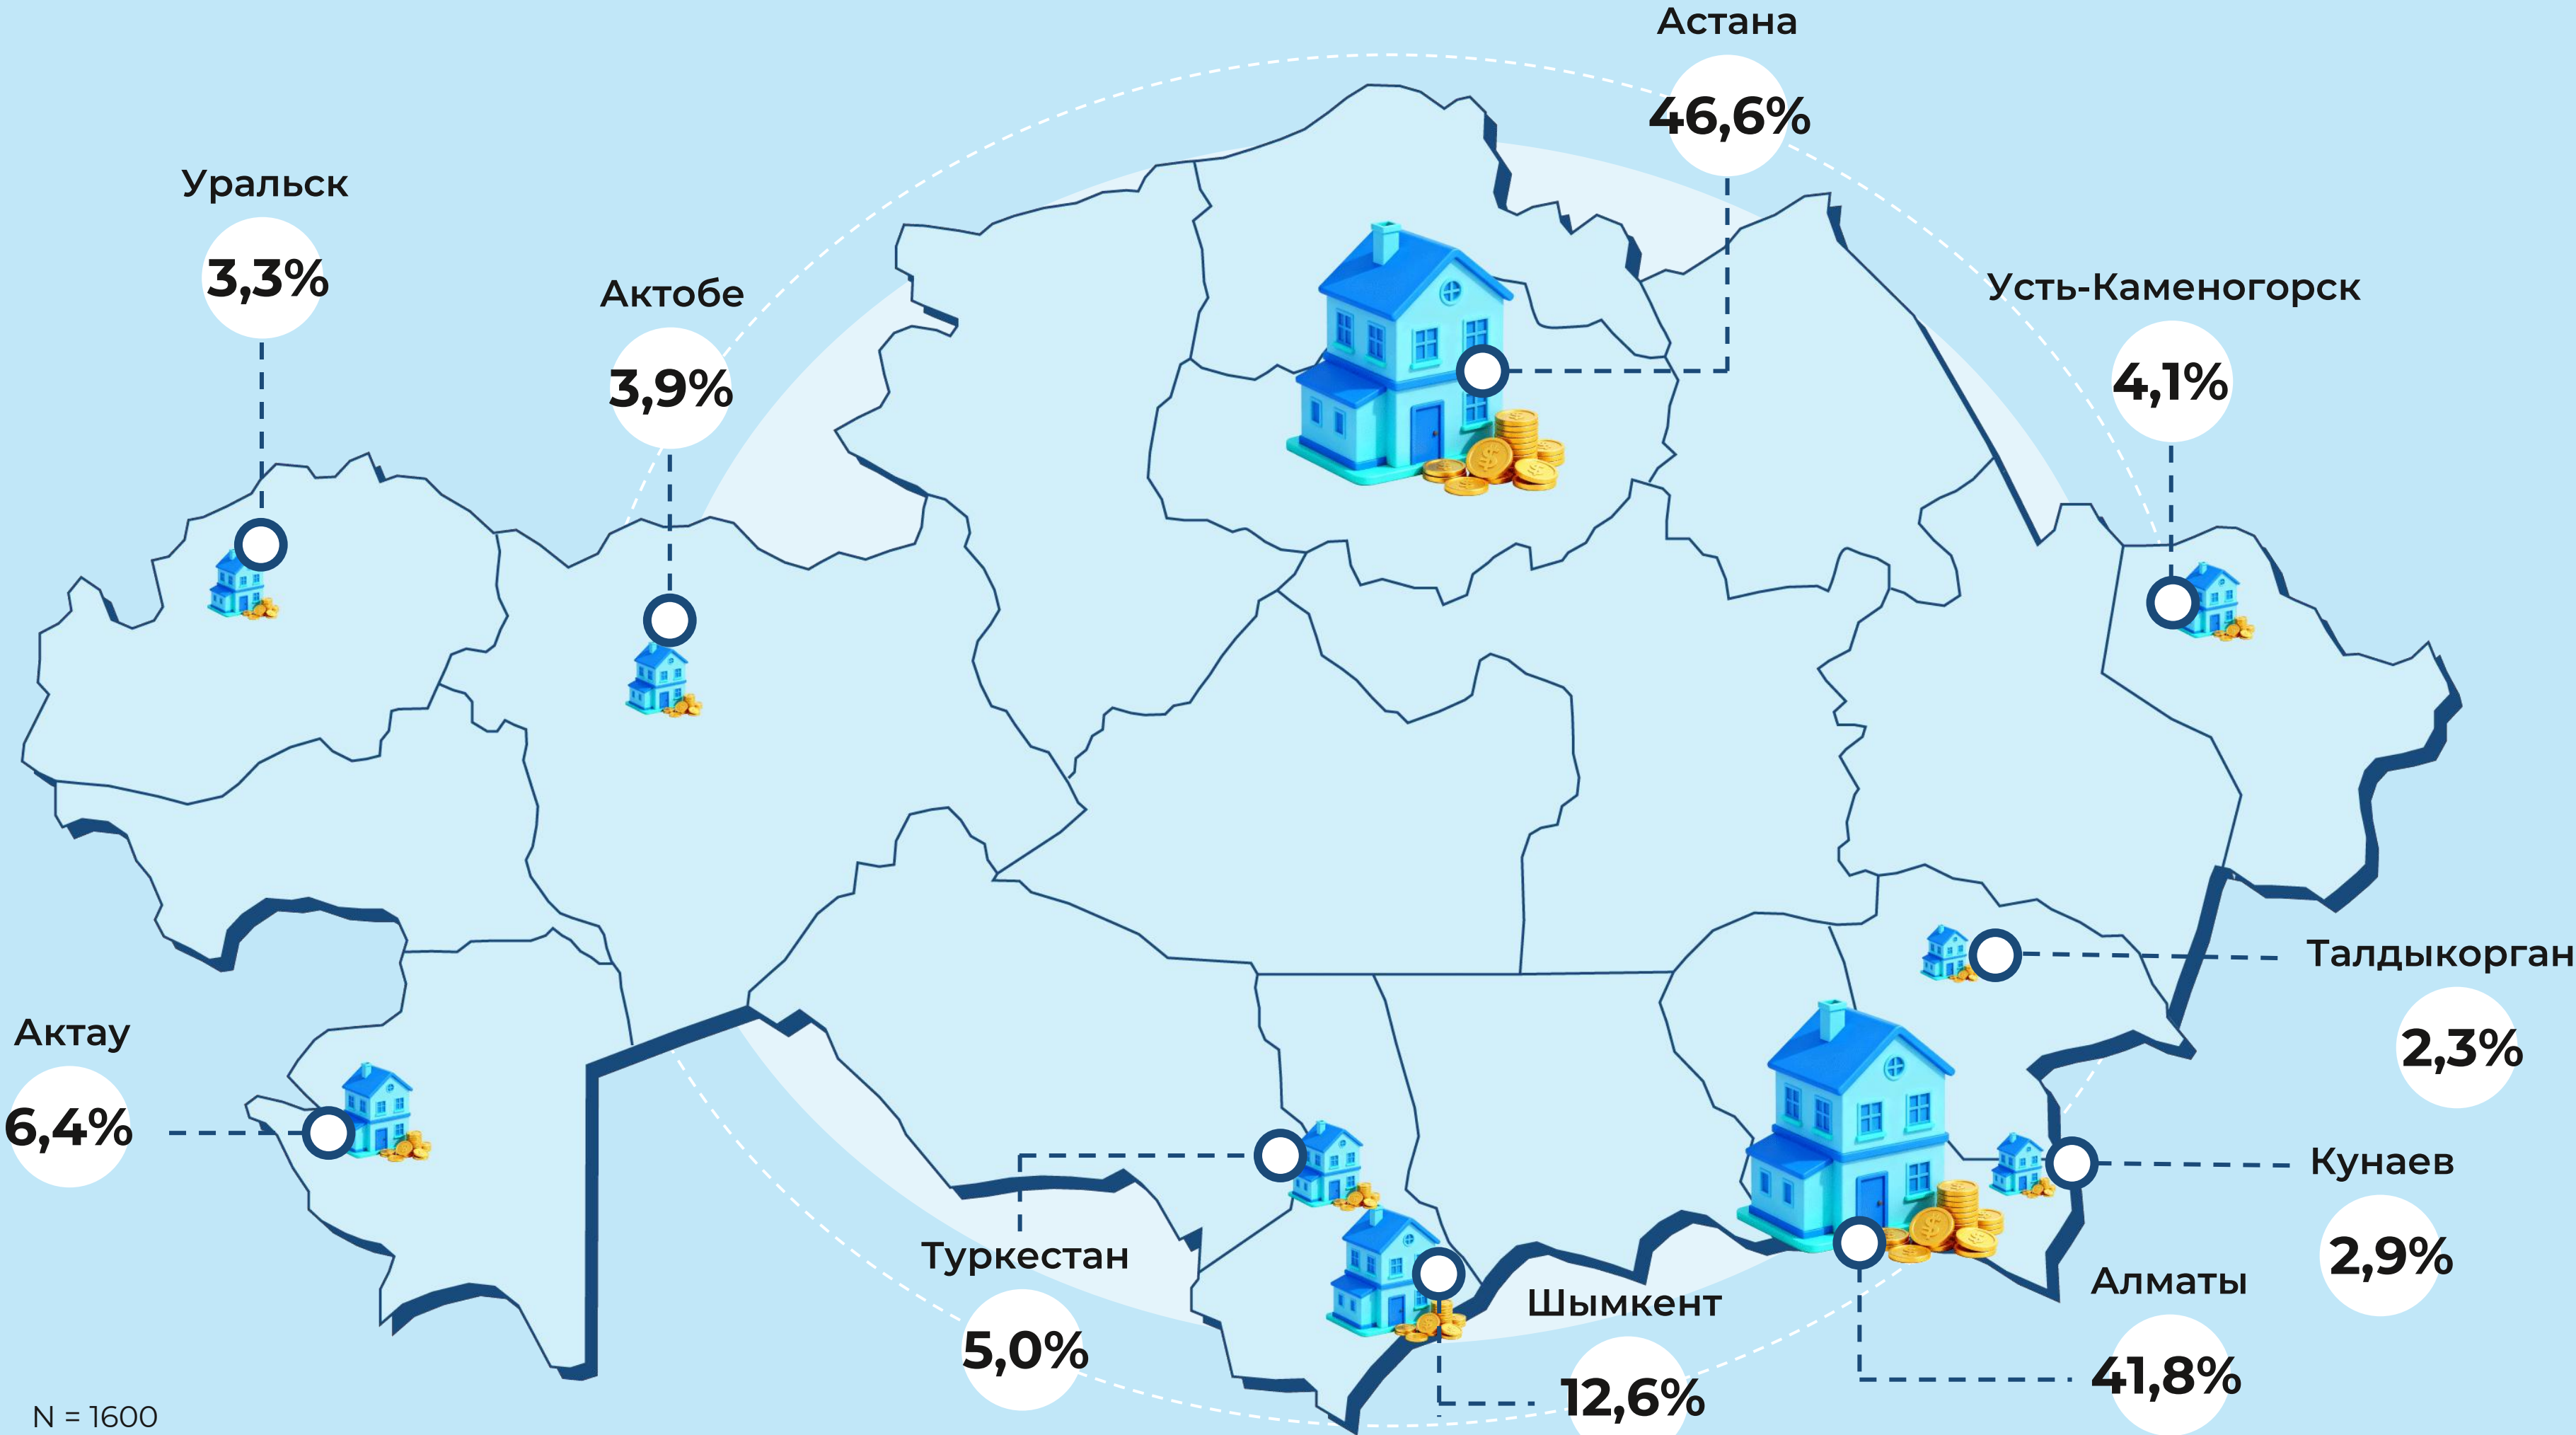 Астана
46,6%
Уральск
3,3%
Актобе
3,9%
Усть-Каменогорск
4,1%
Талдыкорган
2,3%
Актау
6,4%
Кунаев
2,9%
Туркестан
5,0%
Шымкент
12,6%
Алматы
41,8%
N = 1600